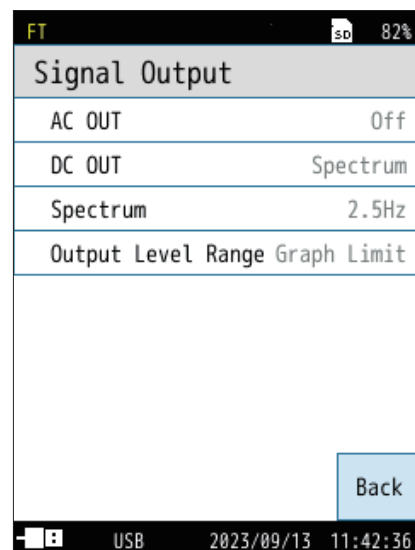 FT SD 82%
Signal Output
AC OUT Off
DC OUT Spectrum
Spectrum 2.5Hz
Output Level Range Graph Limit
Back
USB 2023/09/13 11:42:36